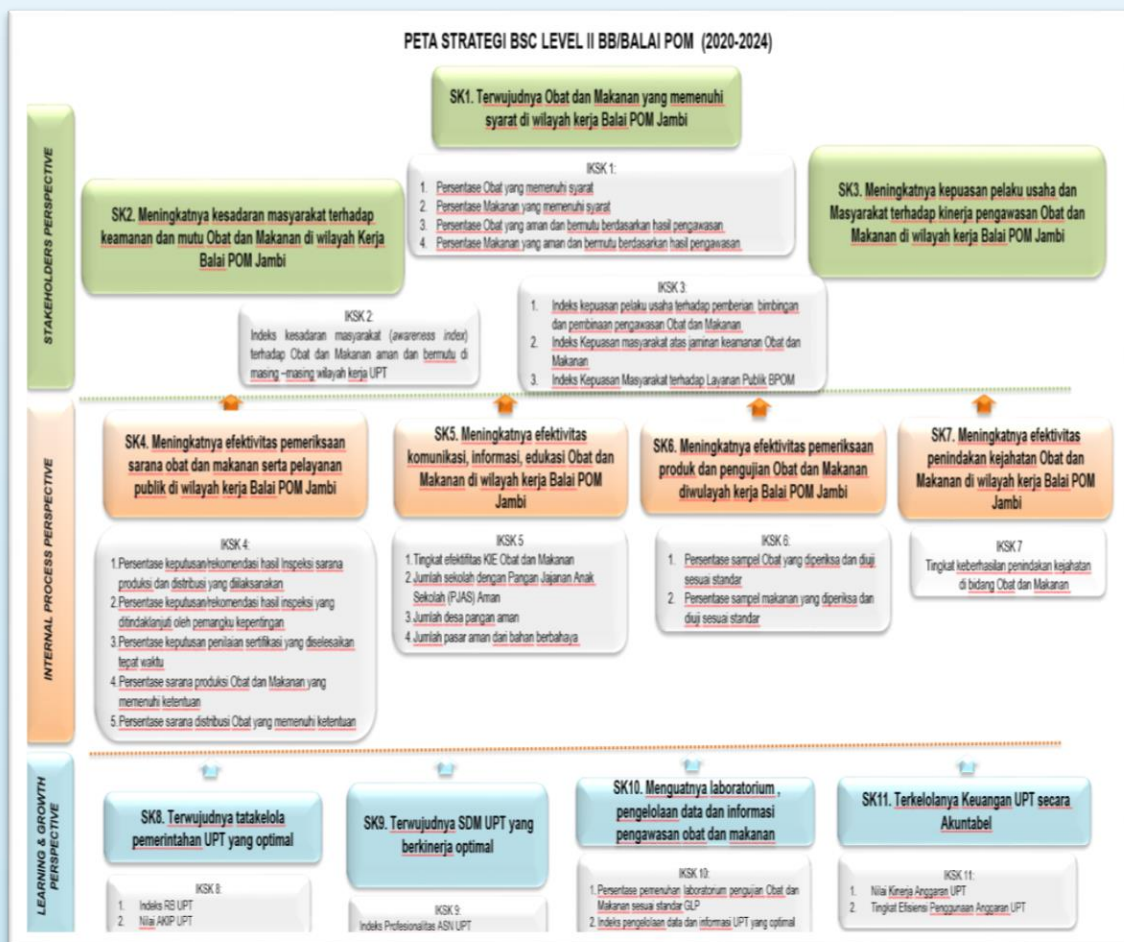 PETA STRATEGI BSC LEVEL II BB/BALAI POM (2020-2024)
STAKEHOLDERS PERSPECTIVE
SK1. Terwujudnya Obat dan Makanan yang memenuhi
syarat di wilayah kerja Balai POM Jambi
IKSK 1:
1. Persentase Obat yang memenuhi syarat
2. Persentase Makanan yang memenuhi syarat
3. Persentase Obat yang aman dan bermutu berdasarkan hasil pengawasan
4. Persentase Makanan yang aman dan bermutu berdasarkan hasil pengawasan
SK2. Meningkatnya kesadaran masyarakat terhadap
keamanan dan mutu Obat dan Makanan di wilayah Kerja
Balai POM Jambi
SK3. Meningkatnya kepuasan pelaku usaha dan
Masyarakat terhadap kinerja pengawasan Obat dan
Makanan di wilayah kerja Balai POM Jambi
IKSK 2:
Indeks kesadaran masyarakat (awareness index)
terhadap Obat dan Makanan aman dan bermutu di
masing –masing wilayah kerja UPT
IKSK 3:
1. Indeks kepuasan pelaku usaha terhadap pemberian bimbingan
dan pembinaan pengawasan Obat dan Makanan
2. Indeks Kepuasan masyarakat atas jaminan keamanan Obat dan
Makanan
3. Indeks Kepuasan Masyarakat terhadap Layanan Publik BPOM
INTERNAL PROCESS PERSPECTIVE
SK4. Meningkatnya efektivitas pemeriksaan
sarana obat dan makanan serta pelayanan
publik di wilayah kerja Balai POM Jambi
IKSK 4:
1.Persentase keputusan/rekomendasi hasil Inspeksi sarana
produksi dan distribusi yang dilaksanakan
2.Persentase keputusan/rekomendasi hasil inspeksi yang
ditindaklanjuti oleh pemangku kepentingan
3.Persentase keputusan penilaian sertifikasi yang diselesaikan
tepat waktu
4.Persentase sarana produksi Obat dan Makanan yang
memenuhi ketentuan
5.Persentase sarana distribusi Obat yang memenuhi ketentuan
SK5. Meningkatnya efektivitas
komunikasi, informasi, edukasi Obat dan
Makanan di wilayah kerja Balai POM
Jambi
IKSK 5
1.Tingkat efektifitas KIE Obat dan Makanan
2.Jumlah sekolah dengan Pangan Jajanan Anak
Sekolah (PJAS) Aman
3.Jumlah desa pangan aman
4.Jumlah pasar aman dari bahan berbahaya
SK6. Meningkatnya efektivitas pemeriksaan
produk dan pengujian Obat dan Makanan
diwulayah kerja Balai POM Jambi
IKSK 6:
1. Persentase sampel Obat yang diperiksa dan diuji
sesuai standar
2. Persentase sampel makanan yang diperiksa dan
diuji sesuai standar
SK7. Meningkatnya efektivitas
penindakan kejahatan Obat dan
Makanan di wilayah kerja Balai POM
Jambi
IKSK 7
Tingkat keberhasilan penindakan kejahatan
di bidang Obat dan Makanan
LEARNING & GROWTH
PERSPECTIVE
SK8. Terwujudnya tatakelola
pemerintahan UPT yang optimal
IKSK 8:
1. Indeks RB UPT
2. Nilai AKIP UPT
SK9. Terwujudnya SDM UPT yang
berkinerja optimal
IKSK 9:
Indeks Profesionalitas ASN UPT
SK10. Menguatnya laboratorium ,
pengelolaan data dan informasi
pengawasan obat dan makanan
IKSK 10:
1. Persentase pemenuhan laboratorium pengujian Obat dan
Makanan sesuai standar GLP
2. Indeks pengelolaan data dan informasi UPT yang optimal
SK11. Terkelolanya Keuangan UPT secara
Akuntabel
IKSK 11:
1. Nilai Kinerja Anggaran UPT
2. Tingkat Efisiensi Penggunaan Anggaran UPT